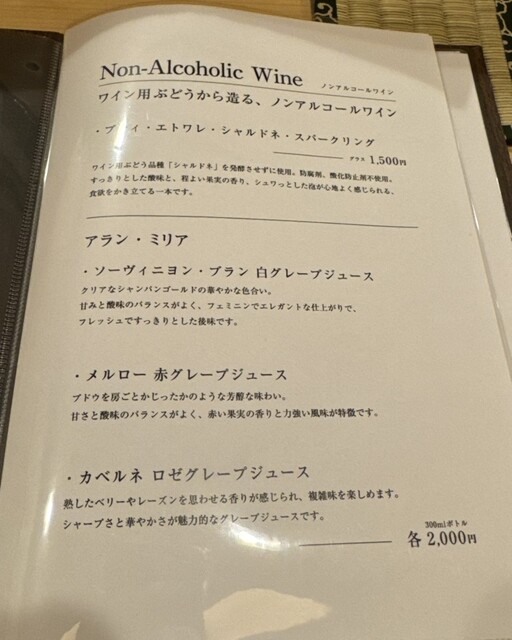 Non-Alcoholic Wine ノンアルコールワイン
ワイン用ぶどうから造る、ノンアルコールワイン
・プティ・エトワレ・シャルドネ・スパークリング
グラス 1,500円
ワイン用ぶどう品種「シャルドネ」を発酵させずに使用。防腐剤、酸化防止剤不使用。
すっきりとした酸味と、程よい果実の香り、シュワっとした泡が心地よく感じられる、
食欲をかき立てる一本です。
アラン・ミリア
・ソーヴィニヨン・ブラン 白グレープジュース
クリアなシャンパンゴールドの華やかな色合い。
甘みと酸味のバランスがよく、フェミニンでエレガントな仕上がりで、
フレッシュですっきりとした後味です。
・メルロー 赤グレープジュース
ブドウを房ごとかじったかのような芳醇な味わい。
甘さと酸味のバランスがよく、赤い果実の香りと力強い風味が特徴です。
・カベルネ ロゼグレープジュース
熟したベリーやレーズンを思わせる香りが感じられ、複雑味を楽しめます。
シャープさと華やかさが魅力的なグレープジュースです。
300mlボトル
各 2,000円